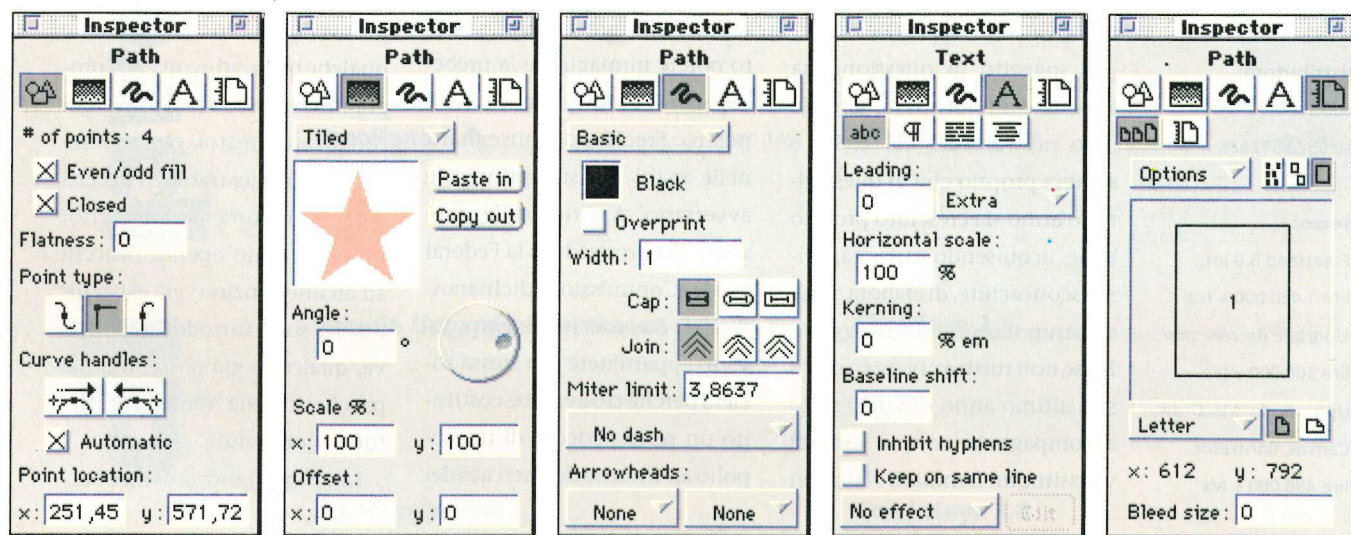 Inspector
Path
# of points: 4
Even/odd fill
Closed
Flatness: 0
Point type:
Curve handles:
Automatic
Point location:
x: 251,45 y: 571,72
Inspector
Path
Tiled
Paste in
Copy out
Angle:
0 °
Scale %:
x: 100 y: 100
Offset:
x: 0 y: 0
Inspector
Path
Basic
Black
Overprint
Width: 1
Cap:
Join:
Miter limit: 3,8637
No dash
Arrowheads:
None None
Inspector
Text
abc ¶
Leading:
0 Extra
Horizontal scale:
100 %
Kerning:
0 % em
Baseline shift:
0
Inhibit hyphens
Keep on same line
No effect Edit
Inspector
Path
Options
1
Letter
x: 612 y: 792
Bleed size: 0